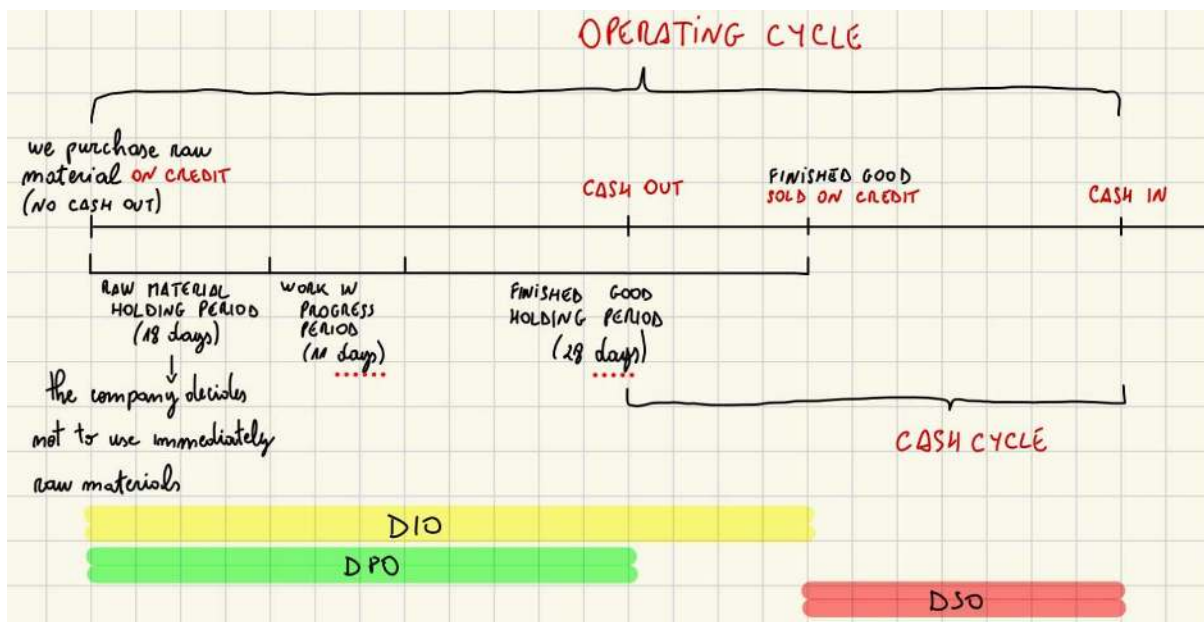 OPERATING CYCLE
we purchase raw
material ON CREDIT
(NO CASH OUT)
CASH OUT
FINISHED GOOD
SOLD ON CREDIT
CASH IN
RAW MATERIAL
HOLDING PERIOD
(18 days)
WORK IN
PROGRESS
PERIOD
(11 days)
FINISHED GOOD
HOLDING PERIOD
(28 days)
the company decides
not to use immediately
raw materials
CASH CYCLE
DIO
DPO
DSO